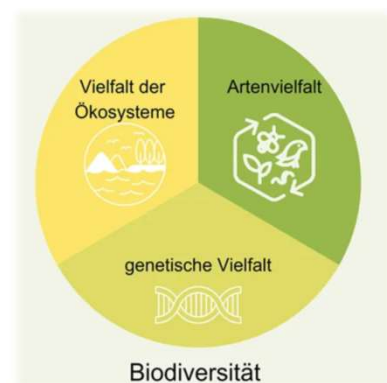 Vielfalt der
Ökosysteme
Artenvielfalt
genetische Vielfalt
Biodiversität